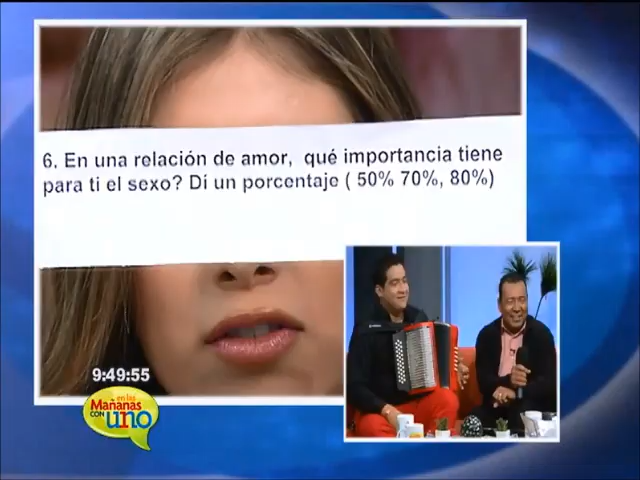 6. En una relación de amor, qué importancia tiene
para ti el sexo? Di un porcentaje ( 50% 70%, 80%)
9:49:55
en las
Mañanas
CON uno